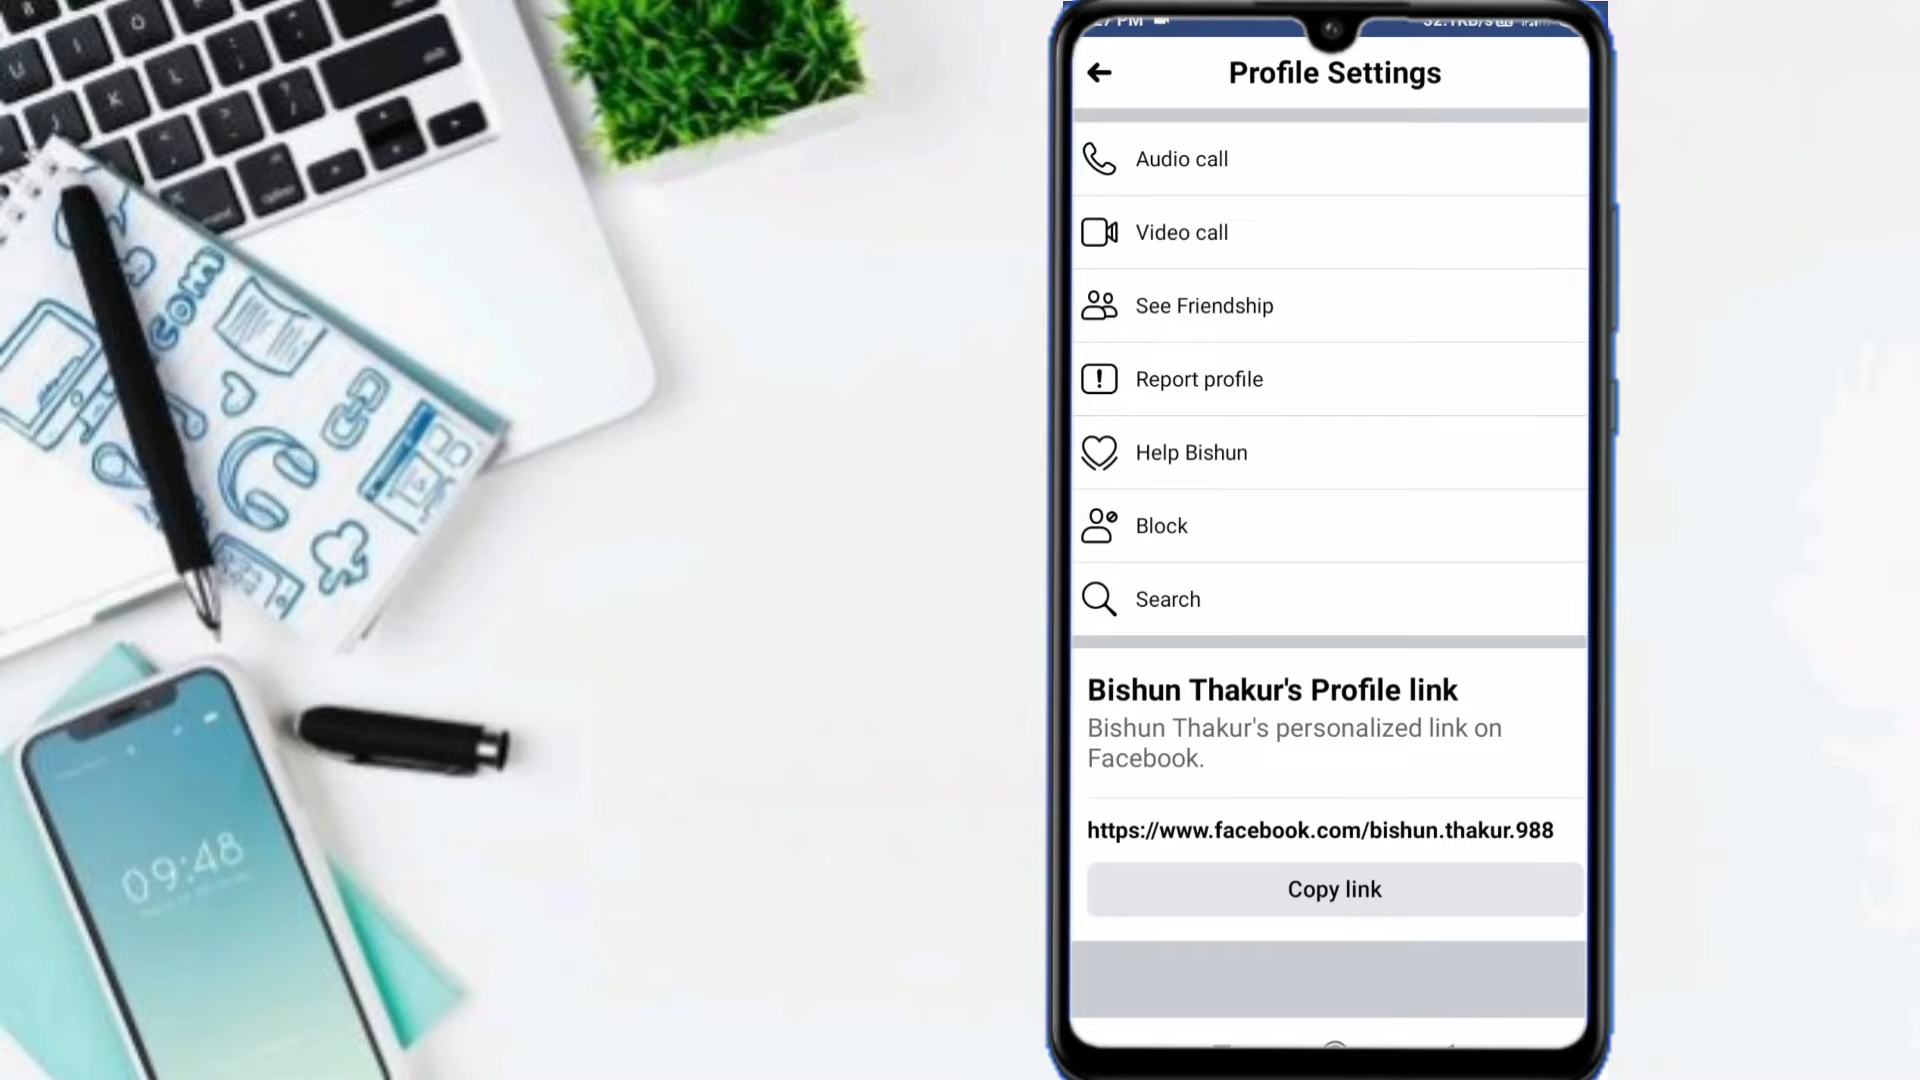 Profile Settings
Audio call
Video call
See Friendship
Report profile
Help Bishun
Block
Search
Bishun Thakur's Profile link
Bishun Thakur's personalized link on
Facebook.
https://www.facebook.com/bishun.thakur.988
Copy link
COM
09:48